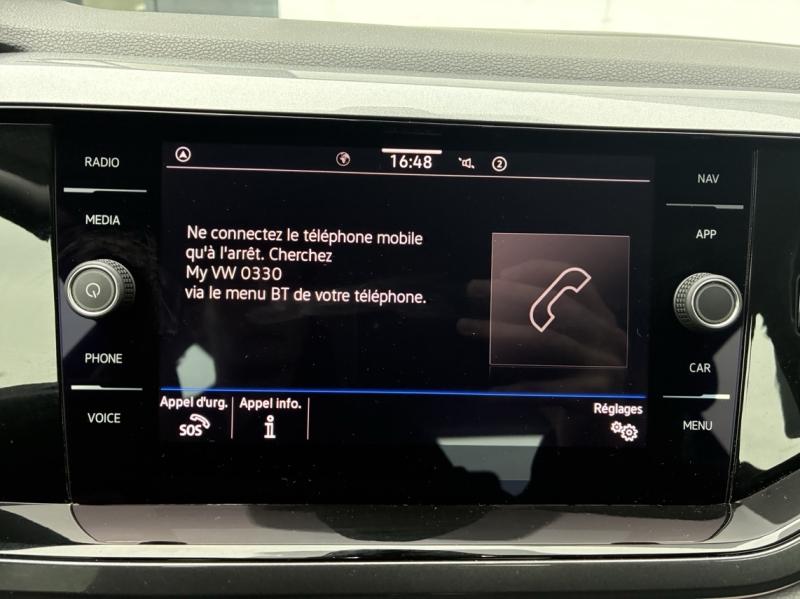 RADIO
MEDIA
PHONE
VOICE
16:48
2
Ne connectez le téléphone mobile
qu'à l'arrêt. Cherchez
My VW 0330
via le menu BT de votre téléphone.
Appel d'urg.
SOS
Appel info.
Réglages
NAV
APP
CAR
MENU